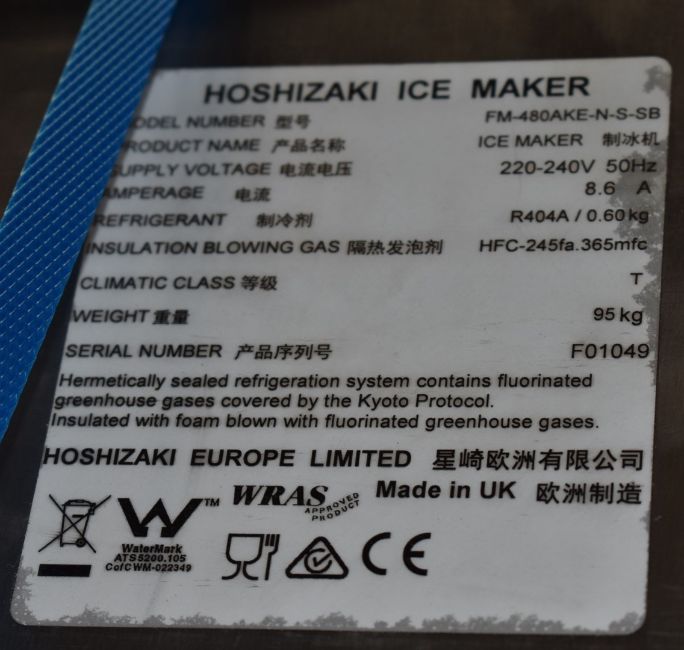 HOSHIZAKI ICE MAKER
ODEL NUMBER 型号 FM-480AKE-N-S-SB
RODUCT NAME 产品名称 ICE MAKER 制冰机
SUPPLY VOLTAGE 电流电压 220-240V 50Hz
AMPERAGE 电流 8.6 A
REFRIGERANT 制冷剂 R404A / 0.60kg
INSULATION BLOWING GAS 隔热发泡剂 HFC-245fa.365mfc
CLIMATIC CLASS 等级 T
WEIGHT 重量 95 kg
SERIAL NUMBER 产品序列号 F01049
Hermetically sealed refrigeration system contains fluorinated
greenhouse gases covered by the Kyoto Protocol.
Insulated with foam blown with fluorinated greenhouse gases.
HOSHIZAKI EUROPE LIMITED 星崎欧洲有限公司
WRAS APPROVED PRODUCT Made in UK 欧洲制造
W™
WaterMark
ATS5200.105
CofCWM-022349
CE